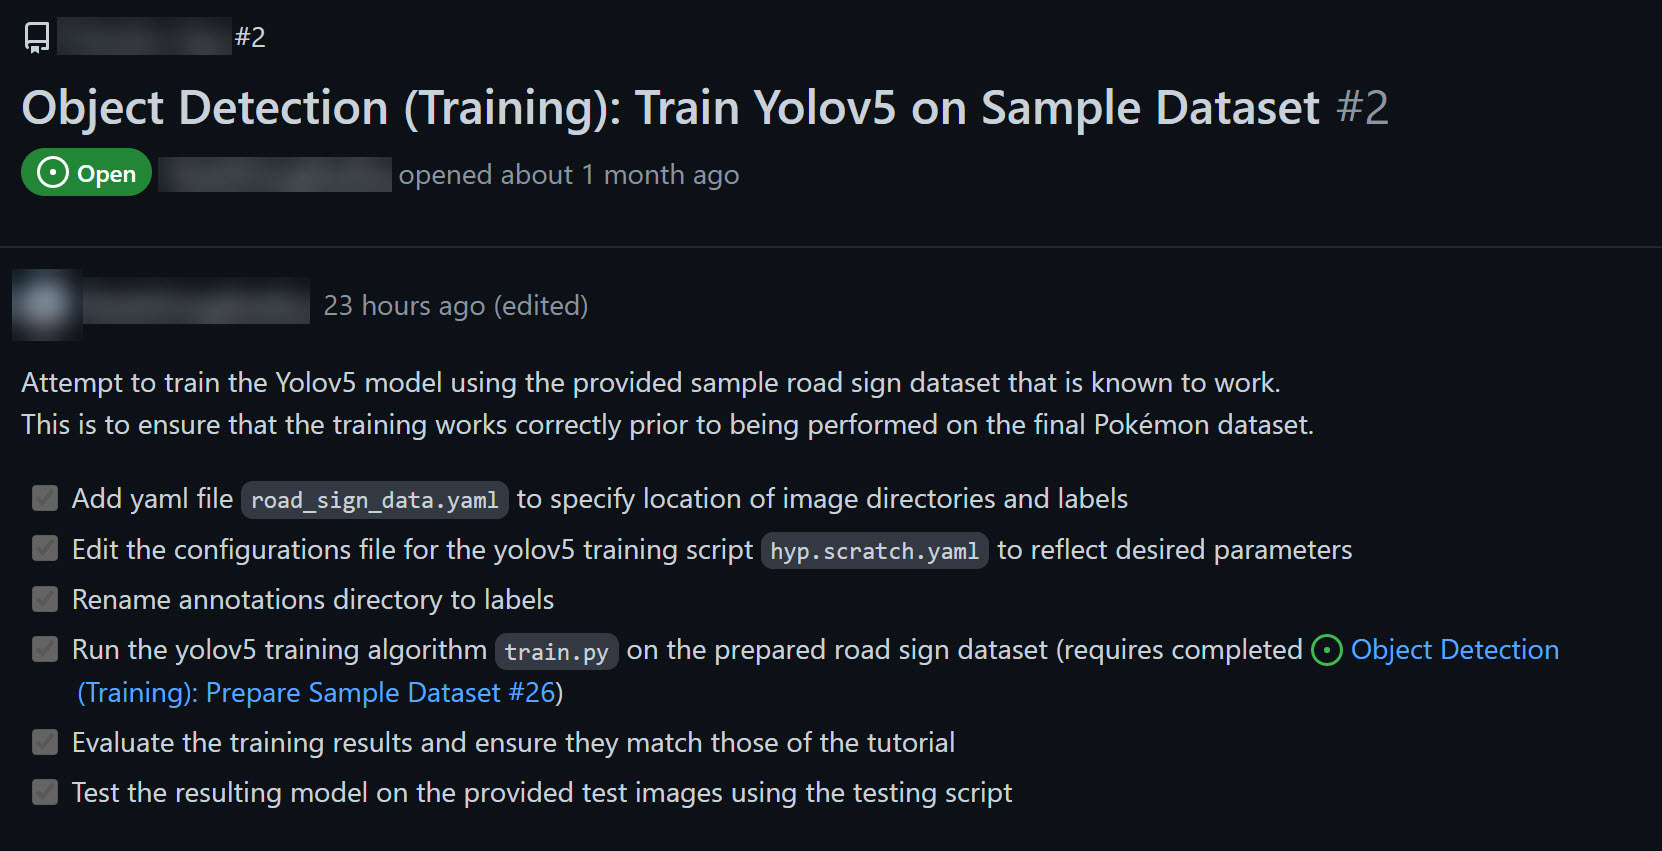 #2
Object Detection (Training): Train Yolov5 on Sample Dataset #2
Open opened about 1 month ago
23 hours ago (edited)
Attempt to train the Yolov5 model using the provided sample road sign dataset that is known to work.
This is to ensure that the training works correctly prior to being performed on the final Pokémon dataset.
Add yaml file road_sign_data.yaml to specify location of image directories and labels
Edit the configurations file for the yolov5 training script hyp.scratch.yaml to reflect desired parameters
Rename annotations directory to labels
Run the yolov5 training algorithm train.py on the prepared road sign dataset (requires completed Object Detection
(Training): Prepare Sample Dataset #26)
Evaluate the training results and ensure they match those of the tutorial
Test the resulting model on the provided test images using the testing script